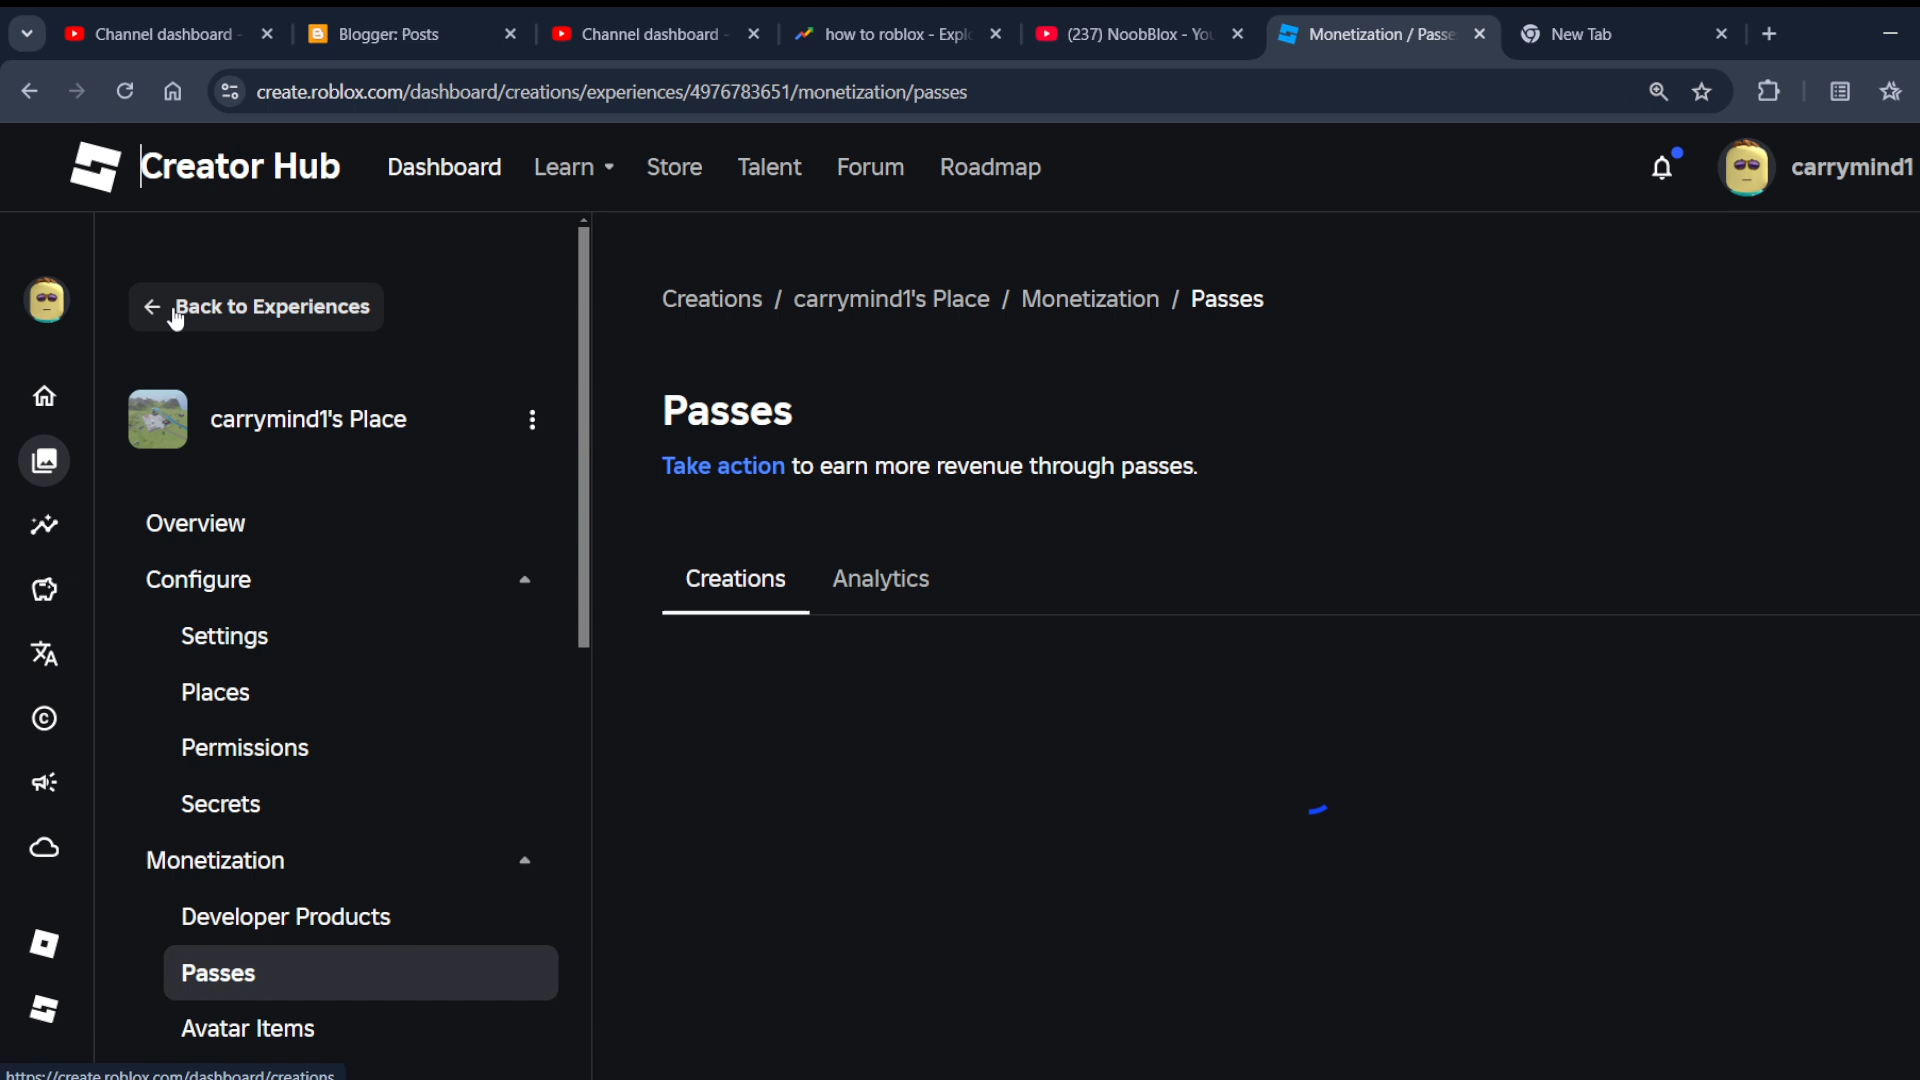 Channel dashboard -
Blogger: Posts
Channel dashboard -
how to roblox - Expl
(237) NoobBlox - You
Monetization / Passe
New Tab
create.roblox.com/dashboard/creations/experiences/4976783651/monetization/passes
Creator Hub
Dashboard
Learn
Store
Talent
Forum
Roadmap
carrymind1
Back to Experiences
Creations / carrymind1's Place / Monetization / Passes
carrymind1's Place
Passes
Take action to earn more revenue through passes.
Overview
Configure
Creations
Analytics
Settings
Places
Permissions
Secrets
Monetization
Developer Products
Passes
Avatar Items
https://create.roblox.com/dashboard/creations